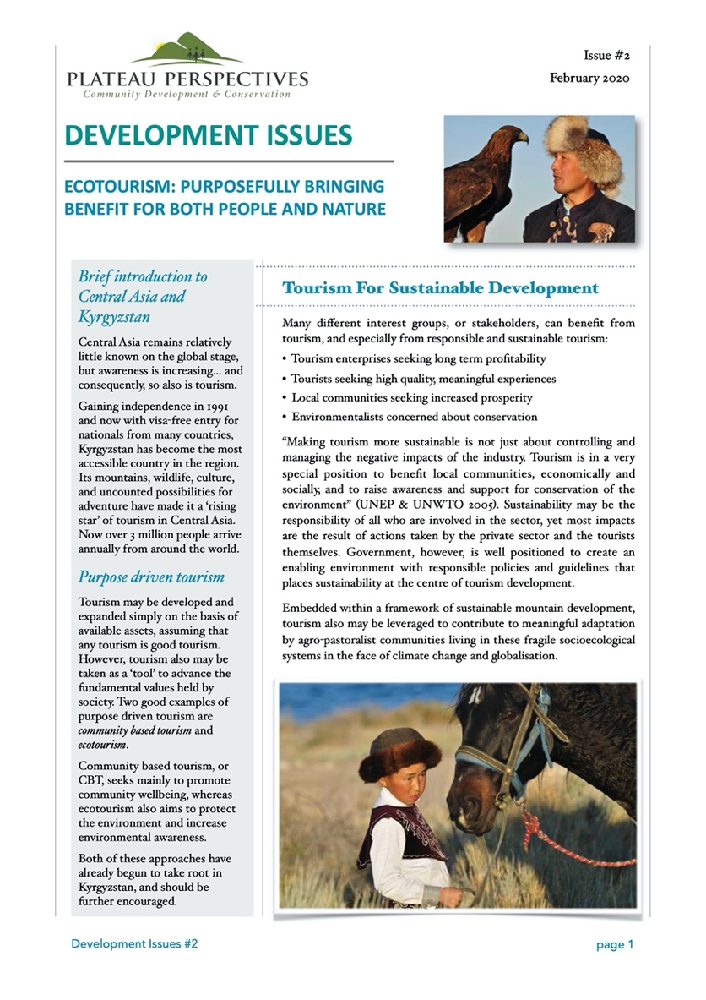 PLATEAU PERSPECTIVES
Community Development & Conservation
Issue #2
February 2020
DEVELOPMENT ISSUES
ECOTOURISM: PURPOSEFULLY BRINGING
BENEFIT FOR BOTH PEOPLE AND NATURE
Brief introduction to
Central Asia and
Kyrgyzstan
Central Asia remains relatively
little known on the global stage,
but awareness is increasing... and
consequently, so also is tourism.
Gaining independence in 1991
and now with visa-free entry for
nationals from many countries,
Kyrgyzstan has become the most
accessible country in the region.
Its mountains, wildlife, culture,
and uncounted possibilities for
adventure have made it a ‘rising
star’ of tourism in Central Asia.
Now over 3 million people arrive
annually from around the world.
Purpose driven tourism
Tourism may be developed and
expanded simply on the basis of
available assets, assuming that
any tourism is good tourism.
However, tourism also may be
taken as a ‘tool’ to advance the
fundamental values held by
society. Two good examples of
purpose driven tourism are
community based tourism and
ecotourism.
Community based tourism, or
CBT, seeks mainly to promote
community wellbeing, whereas
ecotourism also aims to protect
the environment and increase
environmental awareness.
Both of these approaches have
already begun to take root in
Kyrgyzstan, and should be
further encouraged.
Tourism For Sustainable Development
Many different interest groups, or stakeholders, can benefit from
tourism, and especially from responsible and sustainable tourism:
• Tourism enterprises seeking long term profitability
• Tourists seeking high quality, meaningful experiences
• Local communities seeking increased prosperity
• Environmentalists concerned about conservation
“Making tourism more sustainable is not just about controlling and
managing the negative impacts of the industry. Tourism is in a very
special position to benefit local communities, economically and
socially, and to raise awareness and support for conservation of the
environment” (UNEP & UNWTO 2005). Sustainability may be the
responsibility of all who are involved in the sector, yet most impacts
are the result of actions taken by the private sector and the tourists
themselves. Government, however, is well positioned to create an
enabling environment with responsible policies and guidelines that
places sustainability at the centre of tourism development.
Embedded within a framework of sustainable mountain development,
tourism also may be leveraged to contribute to meaningful adaptation
by agro-pastoralist communities living in these fragile socioecological
systems in the face of climate change and globalisation.
Development Issues #2
page 1